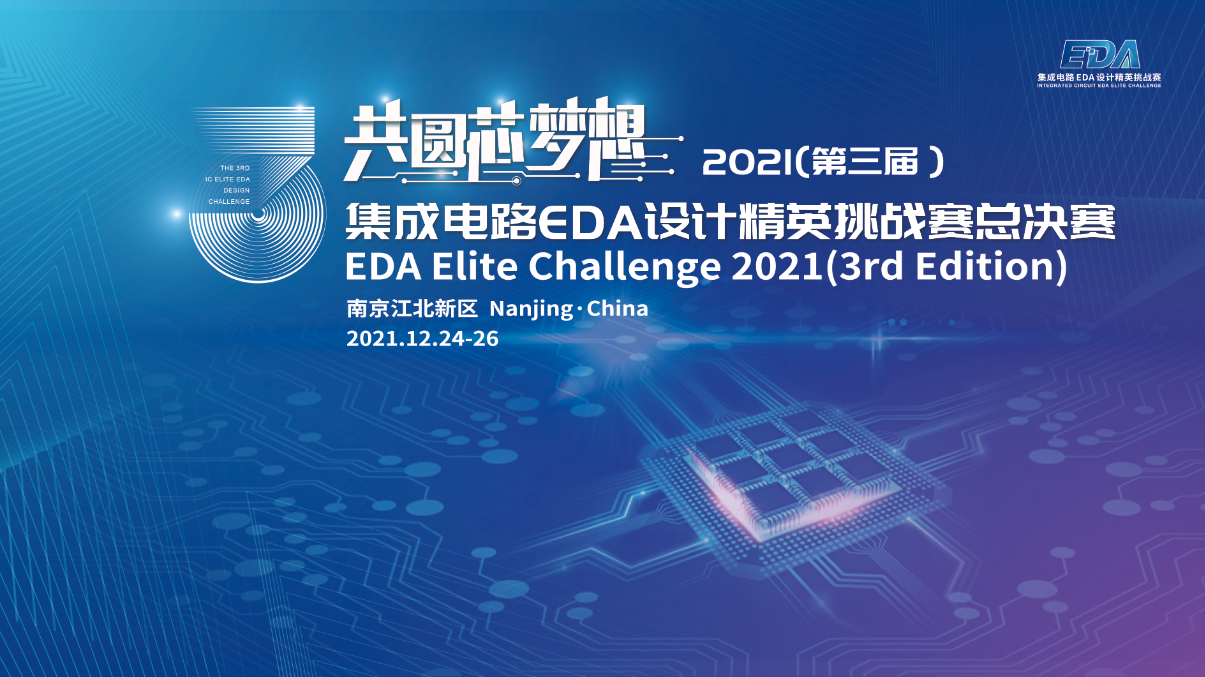 EDA
集成电路EDA设计精英挑战赛
INTEGRATED CIRCUIT EDA ELITE CHALLENGE
3
THE 3RD
IC ELITE EDA
DESIGN
CHALLENGE
共圆芯梦想 2021(第三届)
集成电路EDA设计精英挑战赛总决赛
EDA Elite Challenge 2021(3rd Edition)
南京江北新区 Nanjing·China
2021.12.24-26